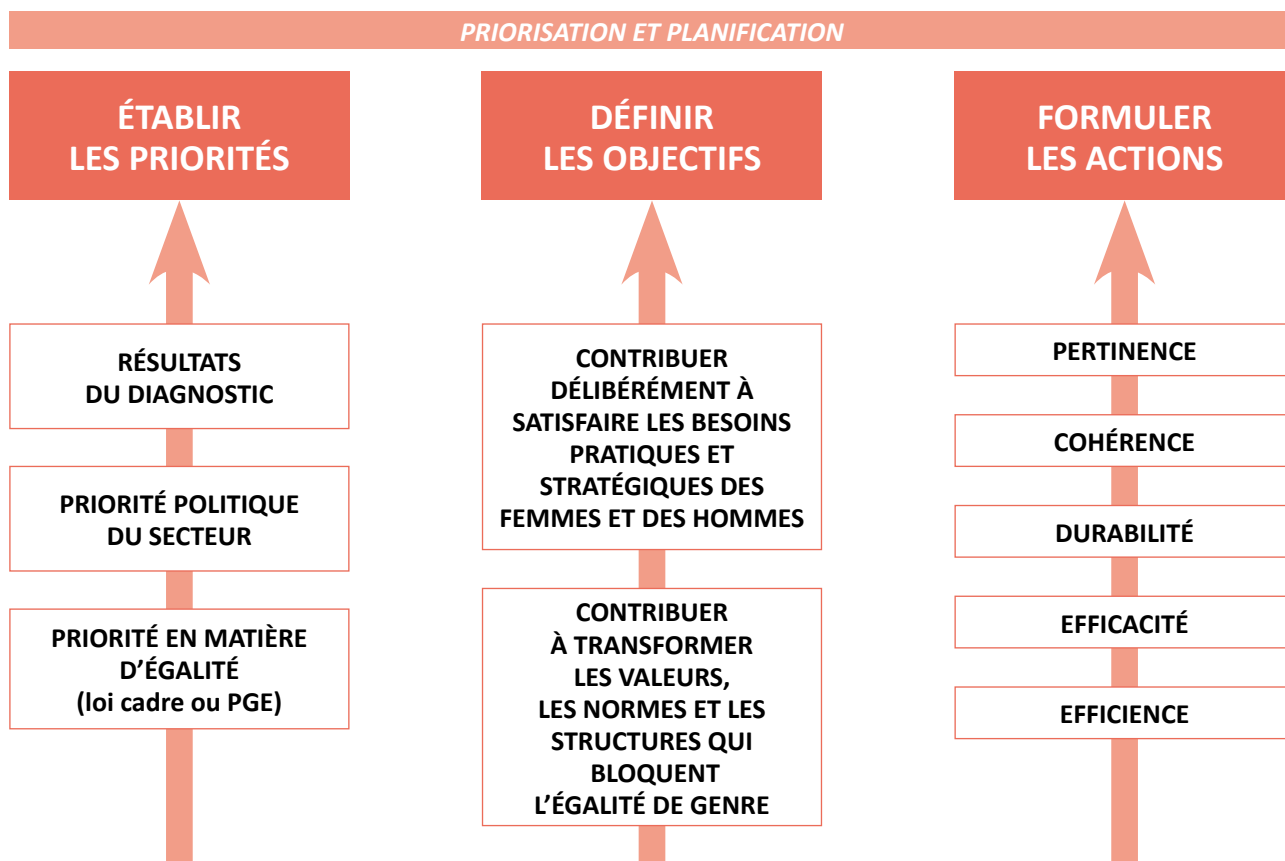 PRIORISATION ET PLANIFICATION
ÉTABLIR
LES PRIORITÉS
RÉSULTATS
DU DIAGNOSTIC
PRIORITÉ POLITIQUE
DU SECTEUR
PRIORITÉ EN MATIÈRE
D’ÉGALITÉ
(loi cadre ou PGE)
DÉFINIR
LES OBJECTIFS
CONTRIBUER
DÉLIBÉRÉMENT À
SATISFAIRE LES BESOINS
PRATIQUES ET
STRATÉGIQUES DES
FEMMES ET DES HOMMES
CONTRIBUER
À TRANSFORMER
LES VALEURS,
LES NORMES ET LES
STRUCTURES QUI
BLOQUENT
L’ÉGALITÉ DE GENRE
FORMULER
LES ACTIONS
PERTINENCE
COHÉRENCE
DURABILITÉ
EFFICACITÉ
EFFICIENCE